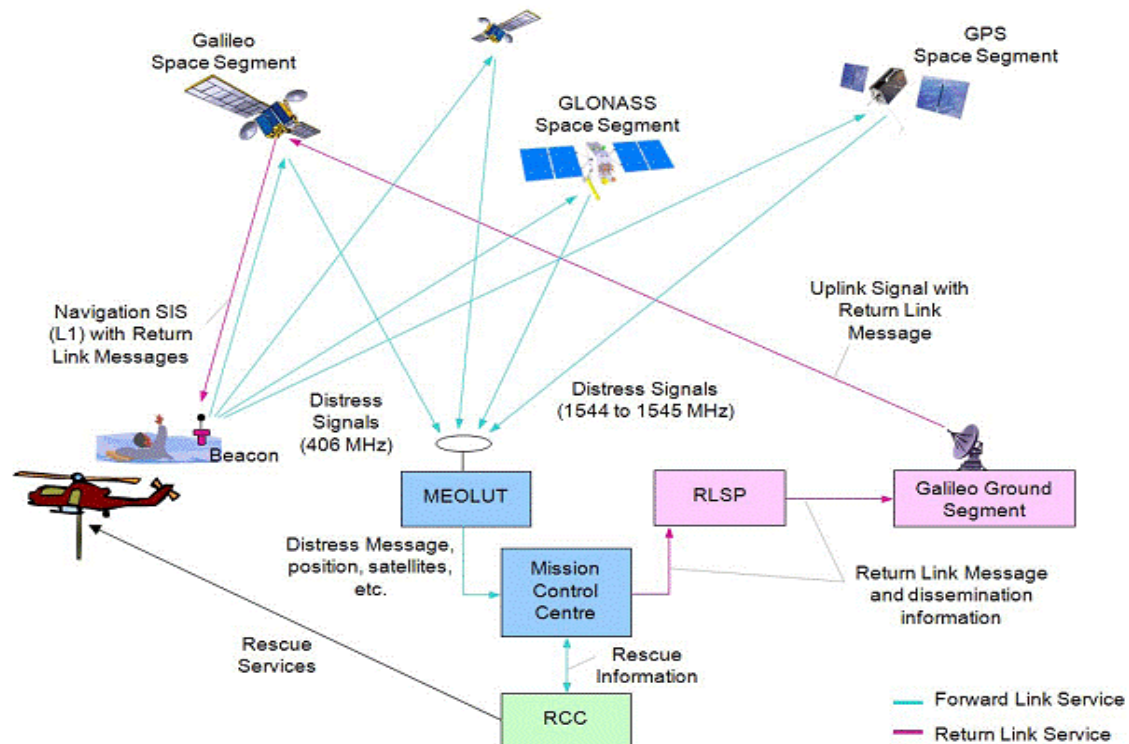 Galileo
Space Segment
GPS
Space Segment
GLONASS
Space Segment
Uplink Signal with
Return Link
Message
Navigation SIS
(L1) with Return
Link Messages
Distress
Signals
(406 MHz)
Distress Signals
(1544 to 1545 MHz)
Beacon
MEOLUT
RLSP
Galileo Ground
Segment
Distress Message,
position, satellites,
etc.
Mission
Control
Centre
Return Link Message
and dissemination
information
Rescue
Services
Rescue
Information
RCC
Forward Link Service
Return Link Service